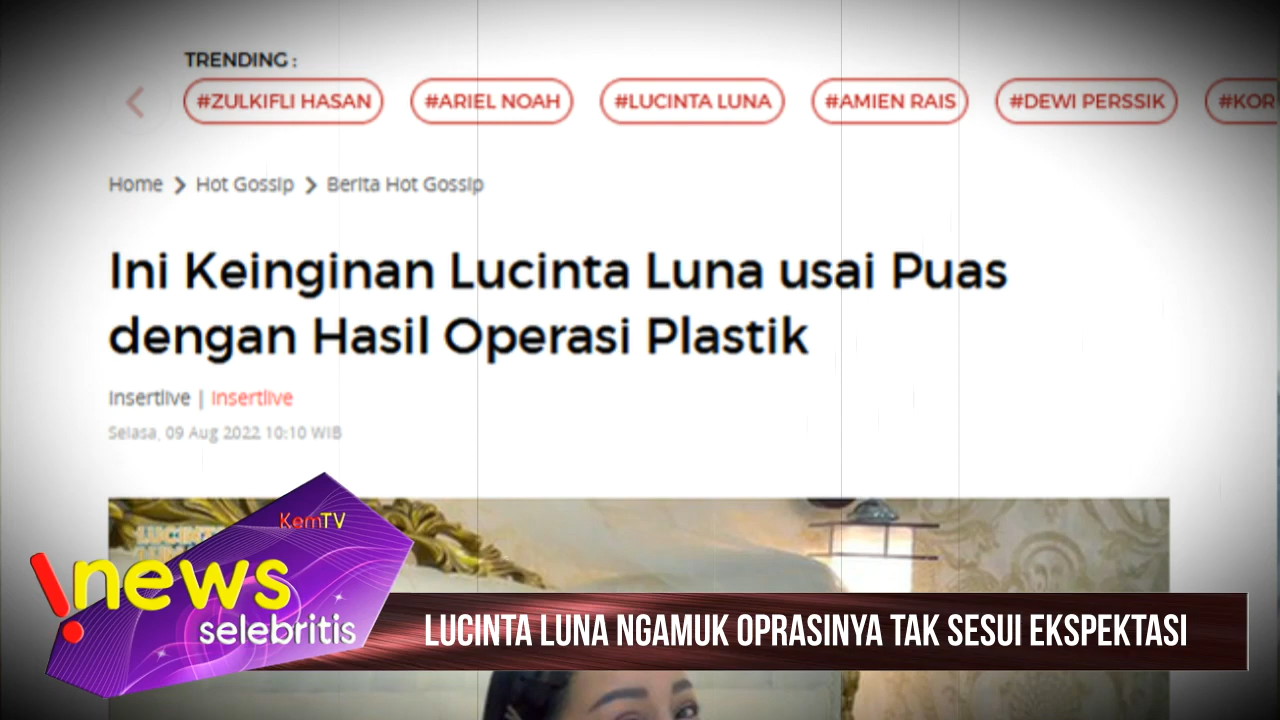 TRENDING :
#ZULKIFLI HASAN #ARIEL NOAH #LUCINTA LUNA #AMIEN RAIS #DEWI PERSSIK #KOR
Home > Hot Gossip > Berita Hot Gossip
Ini Keinginan Lucinta Luna usai Puas
dengan Hasil Operasi Plastik
Insertlive | Insertlive
Selasa, 09 Aug 2022 10:10 WIB
LUCINTA
KemTV
!news
selebritis
LUCINTA LUNA NGAMUK OPRASINYA TAK SESUI EKSPEKTASI